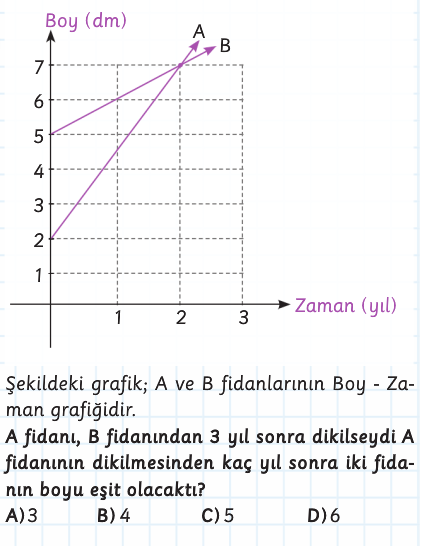 Boy (dm)
A
B
7
6
5
4
3
2
1
1 2 3
Zaman (yıl)
Şekildeki grafik; A ve B fidanlarının Boy - Za-
man grafiğidir.
A fidanı, B fidanından 3 yıl sonra dikilseydi A
fidanının dikilmesinden kaç yıl sonra iki fida-
nın boyu eşit olacaktı?
A) 3 B) 4 C) 5 D) 6